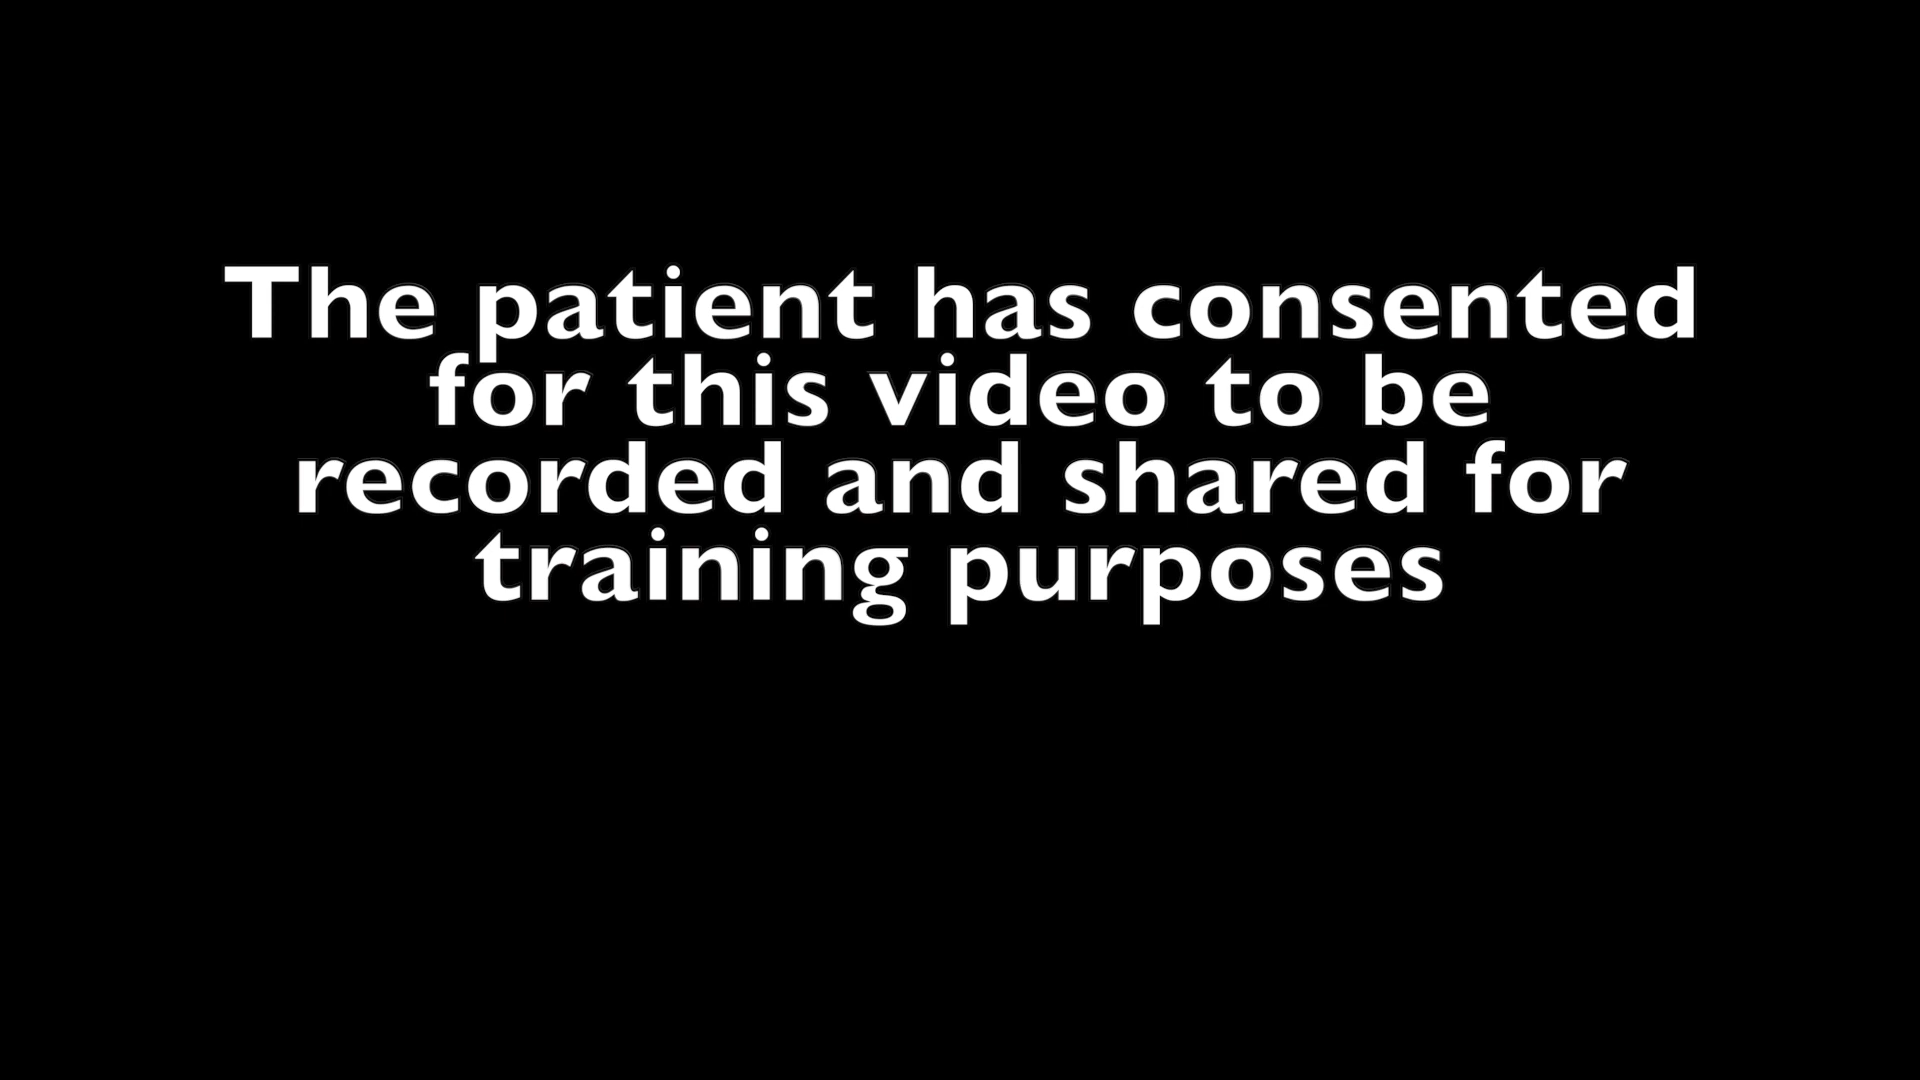 The patient has consented
for this video to be
recorded and shared for
training purposes